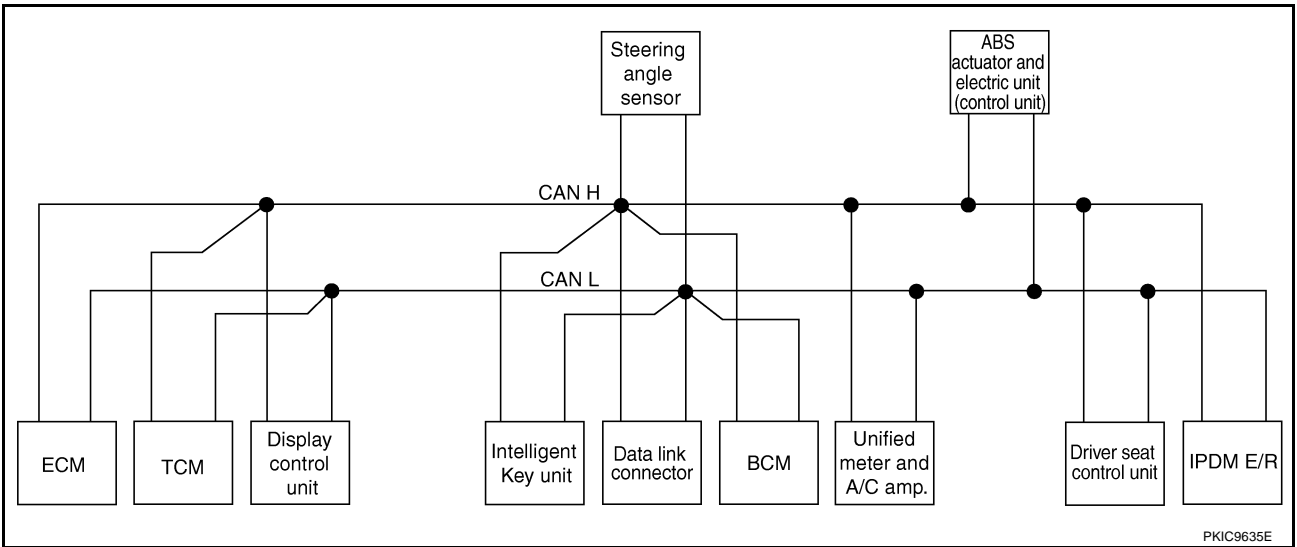 Steering
angle
sensor
ABS
actuator and
electric unit
(control unit)
CAN H
CAN L
ECM
TCM
Display
control
unit
Intelligent
Key unit
Data link
connector
BCM
Unified
meter and
A/C amp.
Driver seat
control unit
IPDM E/R
PKIC9635E